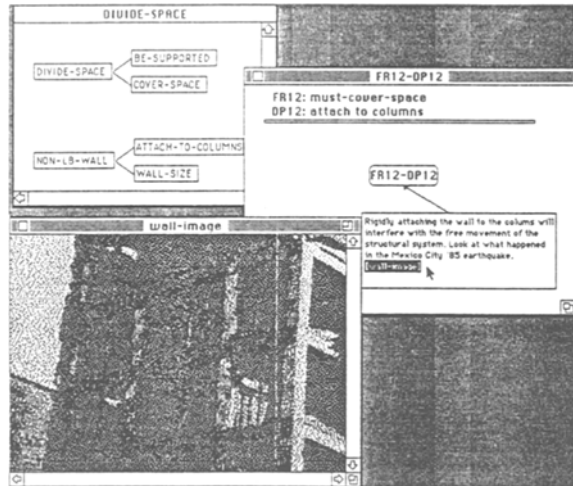 DIVIDE-SPACE
BE-SUPPORTED
DIVIDE-SPACE
COVER-SPACE
ATTACH-TO-COLUMNS
NON-LB-WALL
WALL-SIZE
FR12-DP12
FR12: must-cover-space
DP12: attach to columns
FR12-DP12
Rigidly attaching the wall to the colums will
interfere with the free movement of the
structural system. Look at what happened
in the Mexico City '85 earthquake.
[wall-image]
wall-image